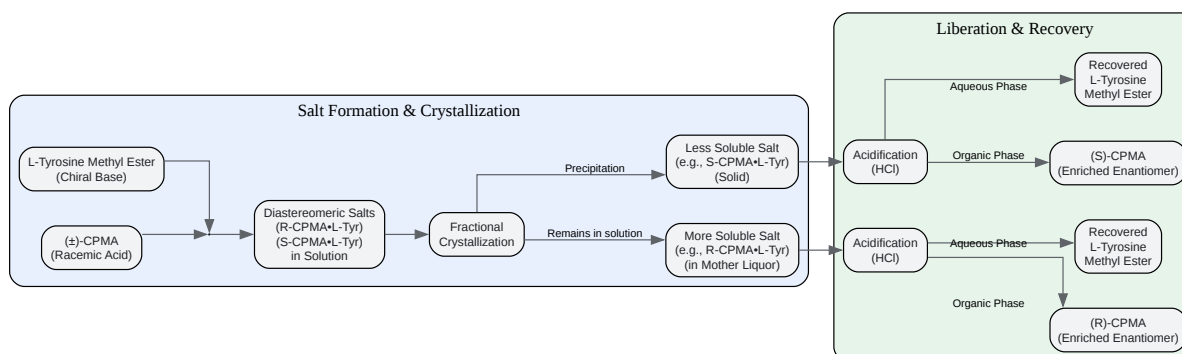 Salt Formation & Crystallization
L-Tyrosine Methyl Ester
(Chiral Base)
(±)-CPMA
(Racemic Acid)
Diastereomeric Salts
(R-CPMA•L-Tyr)
(S-CPMA•L-Tyr)
in Solution
Fractional
Crystallization
Precipitation
Remains in solution
Less Soluble Salt
(e.g., S-CPMA•L-Tyr)
(Solid)
More Soluble Salt
(e.g., R-CPMA•L-Tyr)
(in Mother Liquor)
Liberation & Recovery
Acidification
(HCl)
Aqueous Phase
Recovered
L-Tyrosine
Methyl Ester
Organic Phase
(S)-CPMA
(Enriched Enantiomer)
Acidification
(HCl)
Aqueous Phase
Recovered
L-Tyrosine
Methyl Ester
Organic Phase
(R)-CPMA
(Enriched Enantiomer)